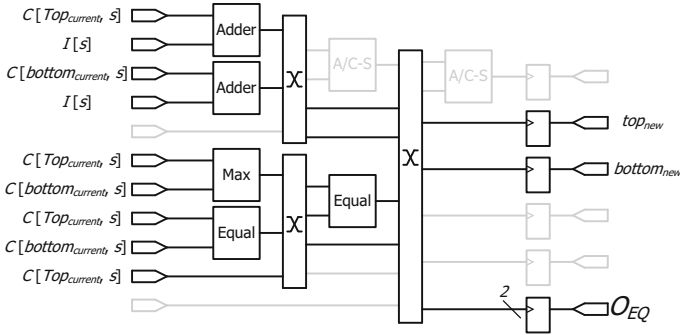 C [Top_current, s]
Adder
I [s]
C [bottom_current, s]
Adder
I [s]
A/C-S
A/C-S
top_new
C [Top_current, s]
Max
C [bottom_current, s]
bottom_new
Equal
C [Top_current, s]
Equal
C [bottom_current, s]
C [Top_current, s]
2
O_EQ